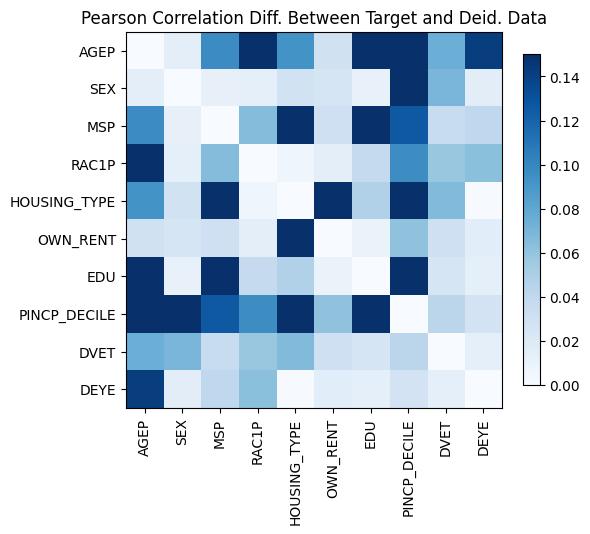 Pearson Correlation Diff. Between Target and Deid. Data
AGEP
SEX
MSP
RAC1P
HOUSING_TYPE
OWN_RENT
EDU
PINCP_DECILE
DVET
DEYE
AGEP
SEX
MSP
RAC1P
HOUSING_TYPE
OWN_RENT
EDU
PINCP_DECILE
DVET
DEYE
0.14
0.12
0.10
0.08
0.06
0.04
0.02
0.00